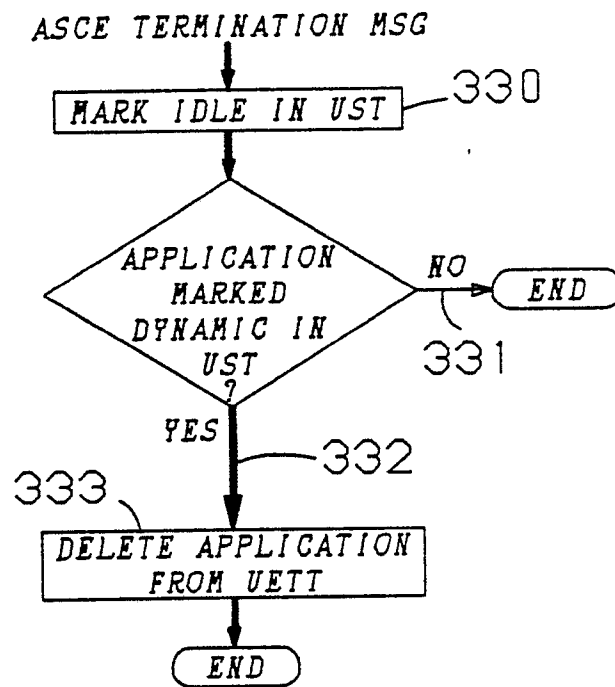 ASCE TERMINATION MSG
MARK IDLE IN UST
330
APPLICATION
MARKED
DYNAMIC IN
UST
?
NO
END
331
YES
332
333
DELETE APPLICATION
FROM UETT
END